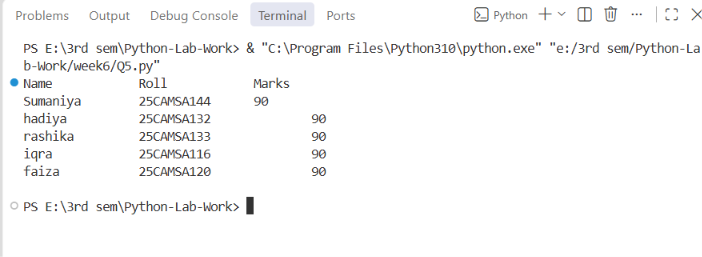 Problems Output Debug Console Terminal Ports Python
PS E:\3rd sem\Python-Lab-Work> & "C:\Program Files\Python310\python.exe" "e:/3rd sem/Python-La
b-Work/week6/Q5.py"
Name Roll Marks
Sumaniya 25CAMSA144 90
hadiya 25CAMSA132 90
rashika 25CAMSA133 90
iqra 25CAMSA116 90
faiza 25CAMSA120 90
PS E:\3rd sem\Python-Lab-Work>